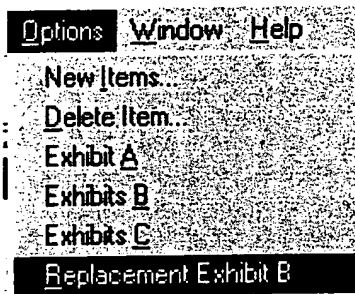 Options Window Help
New Items...
Delete Item...
Exhibit A
Exhibits B
Exhibits C
Replacement Exhibit B